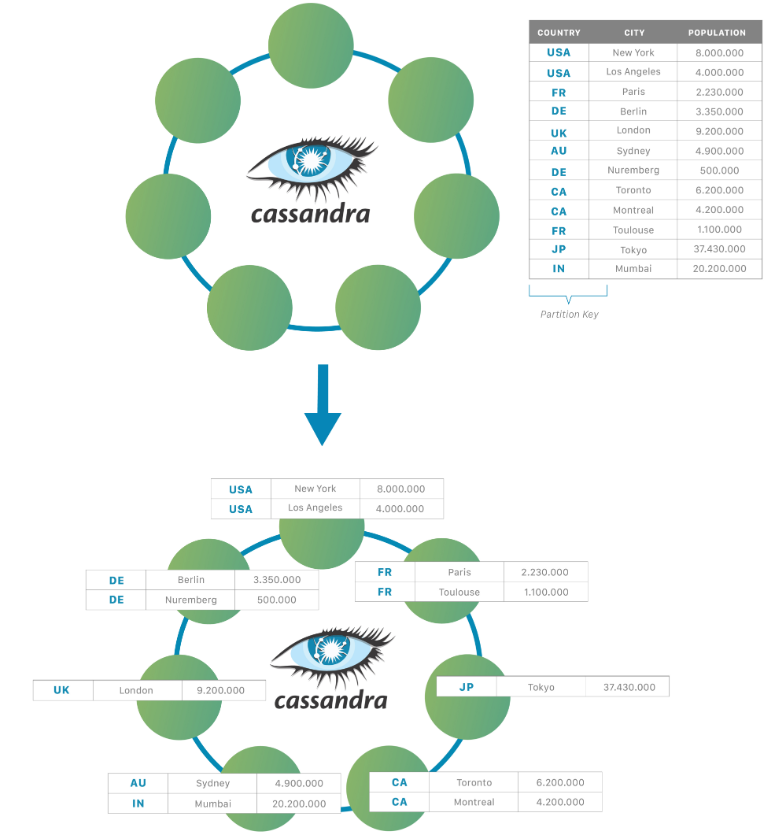 COUNTRY CITY POPULATION
USA New York 8.000.000
USA Los Angeles 4.000.000
FR Paris 2.230.000
DE Berlin 3.350.000
UK London 9.200.000
AU Sydney 4.900.000
DE Nuremberg 500.000
CA Toronto 6.200.000
CA Montreal 4.200.000
FR Toulouse 1.100.000
JP Tokyo 37.430.000
IN Mumbai 20.200.000
Partition Key
cassandra
USA New York 8.000.000
USA Los Angeles 4.000.000
DE Berlin 3.350.000
DE Nuremberg 500.000
FR Paris 2.230.000
FR Toulouse 1.100.000
UK London 9.200.000
cassandra
JP Tokyo 37.430.000
AU Sydney 4.900.000
IN Mumbai 20.200.000
CA Toronto 6.200.000
CA Montreal 4.200.000